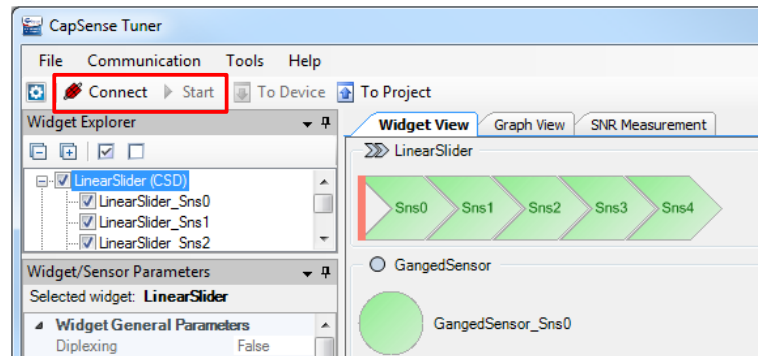 CapSense Tuner
File Communication Tools Help
Connect Start To Device To Project
Widget Explorer
Widget View Graph View SNR Measurement
LinearSlider
LinearSlider (CSD)
LinearSlider_Sns0
LinearSlider_Sns1
LinearSlider_Sns2
Sns0 Sns1 Sns2 Sns3 Sns4
Widget/Sensor Parameters
Selected widget: LinearSlider
Widget General Parameters
Diplexing False
GangedSensor
GangedSensor_Sns0